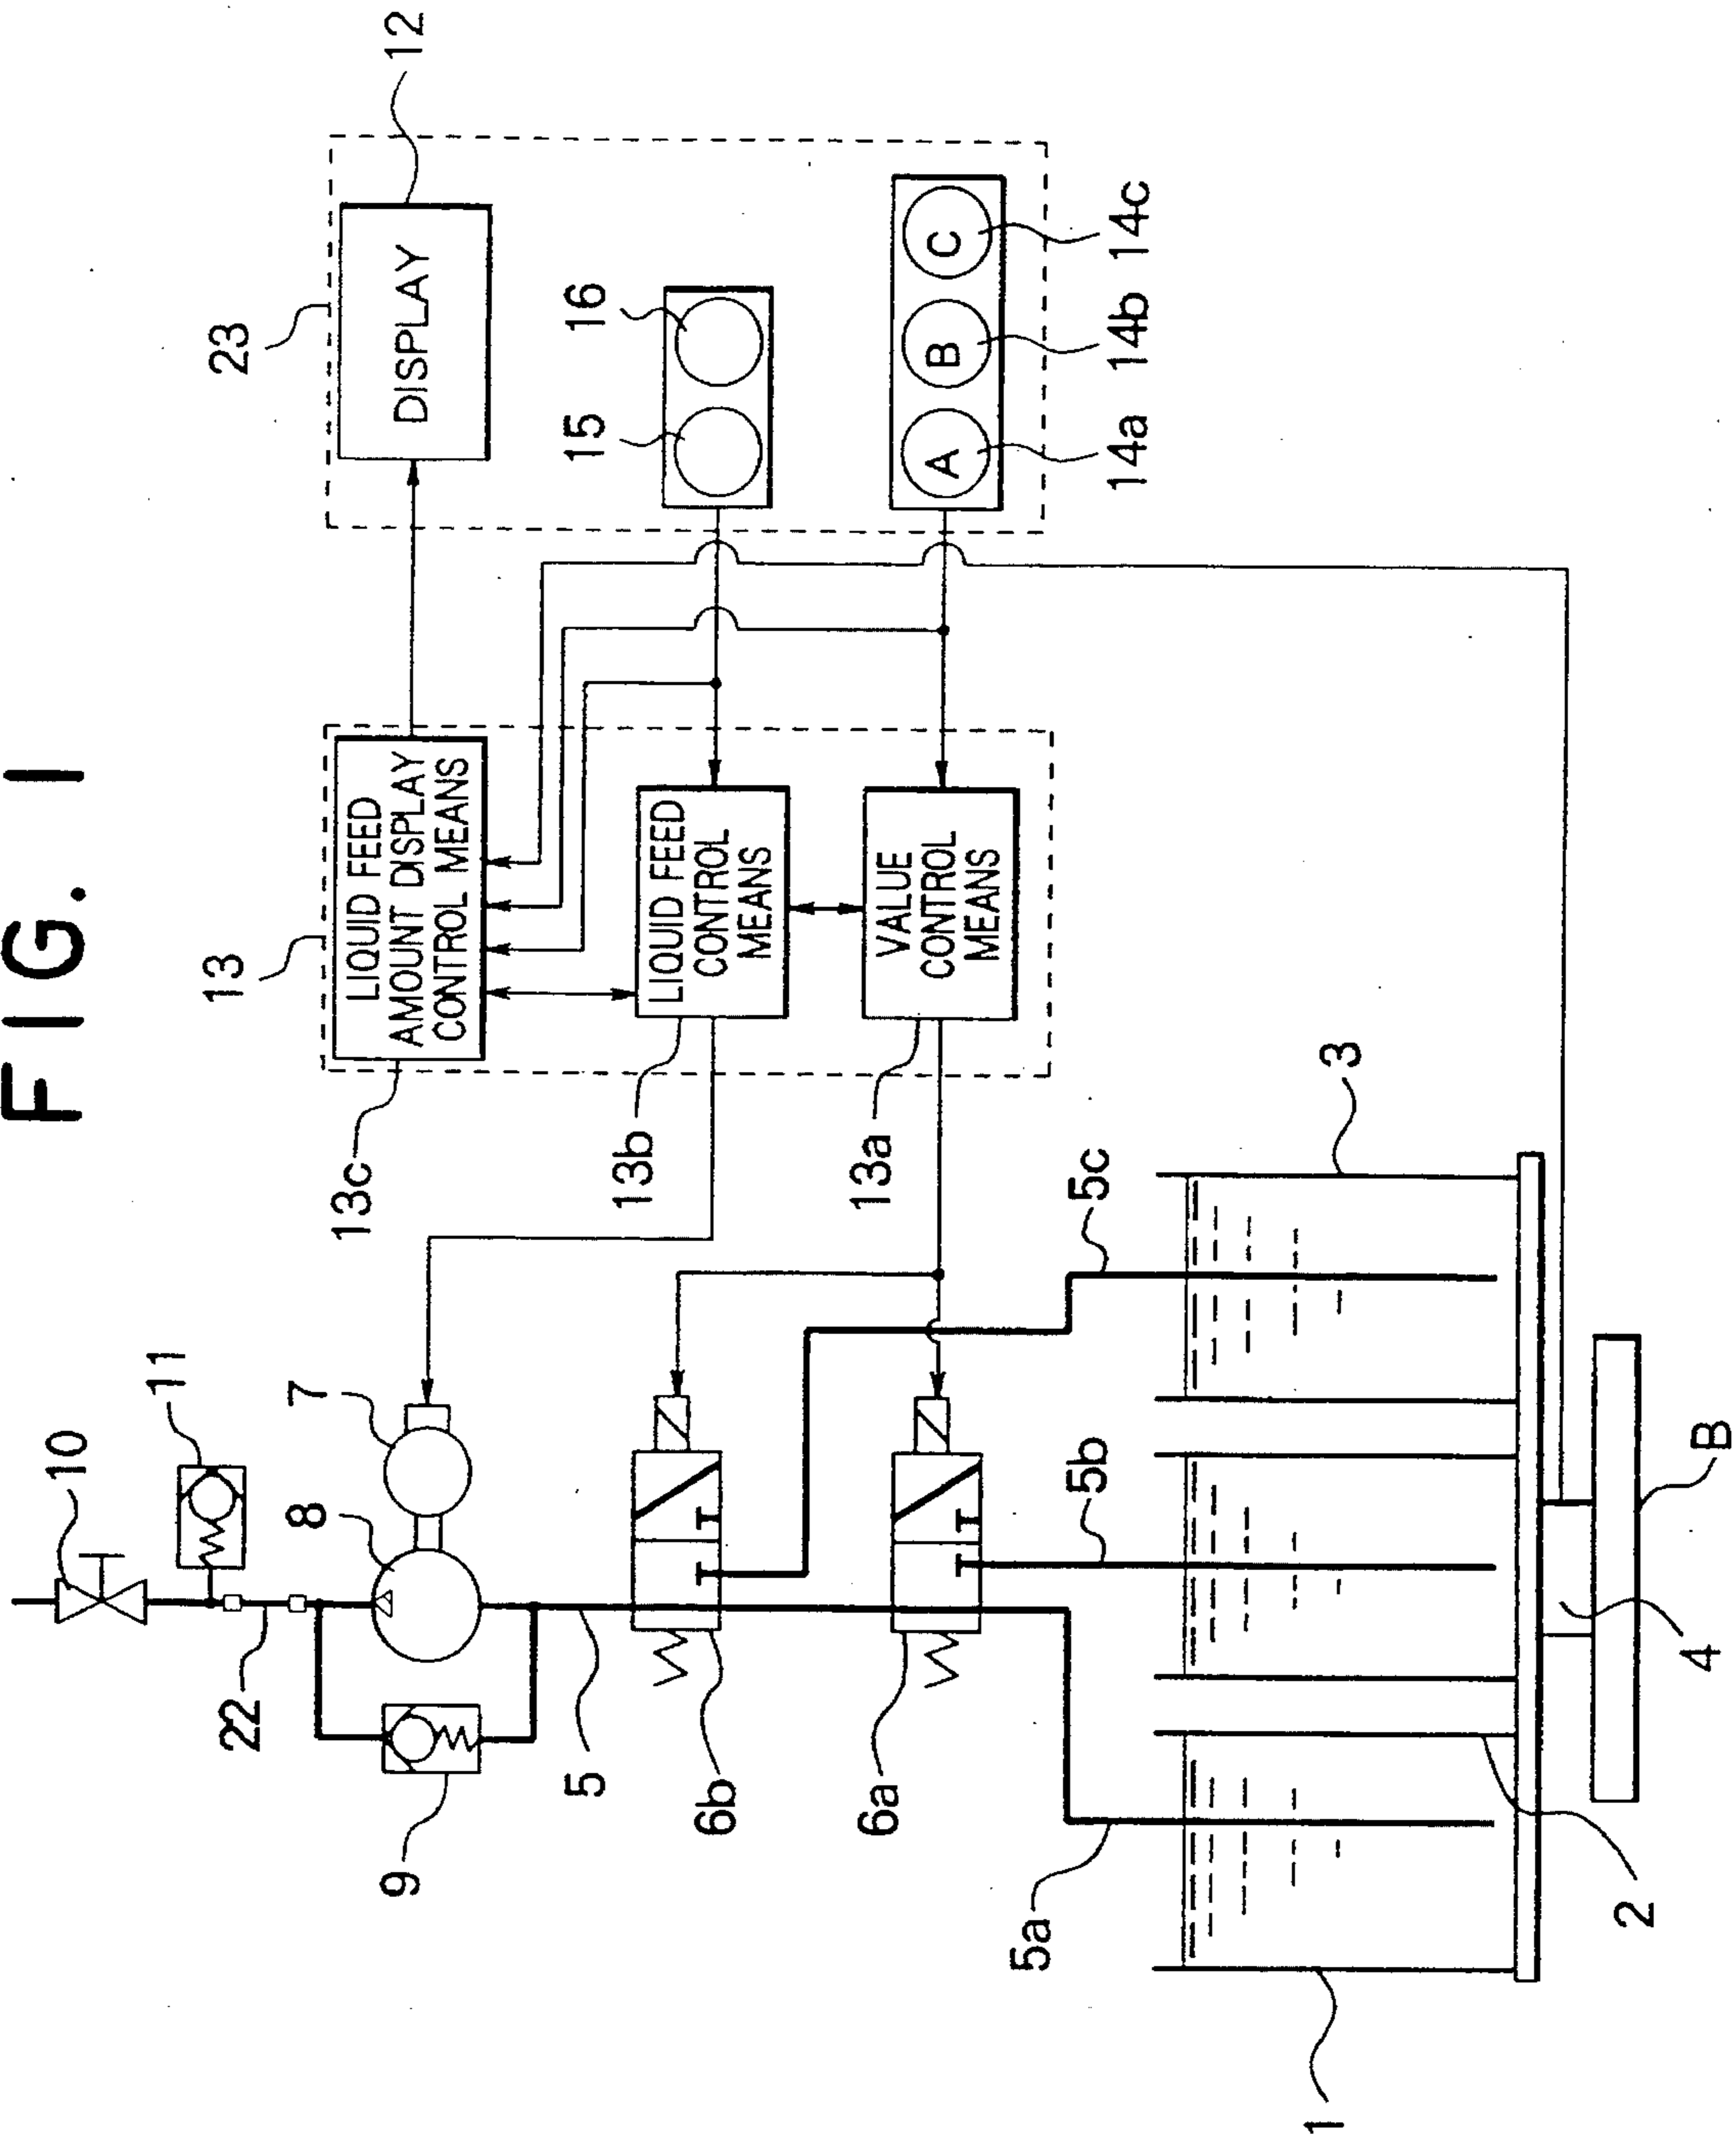 FIG. 1
12
23
DISPLAY
16
15
C
B
A
14c
14b
14a
13
LIQUID FEED
AMOUNT DISPLAY
CONTROL MEANS
LIQUID FEED
CONTROL
MEANS
VALUE
CONTROL
MEANS
13c
13b
13a
3
5c
11
7
10
8
5b
B
22
9
5
6b
6a
4
5a
2
1